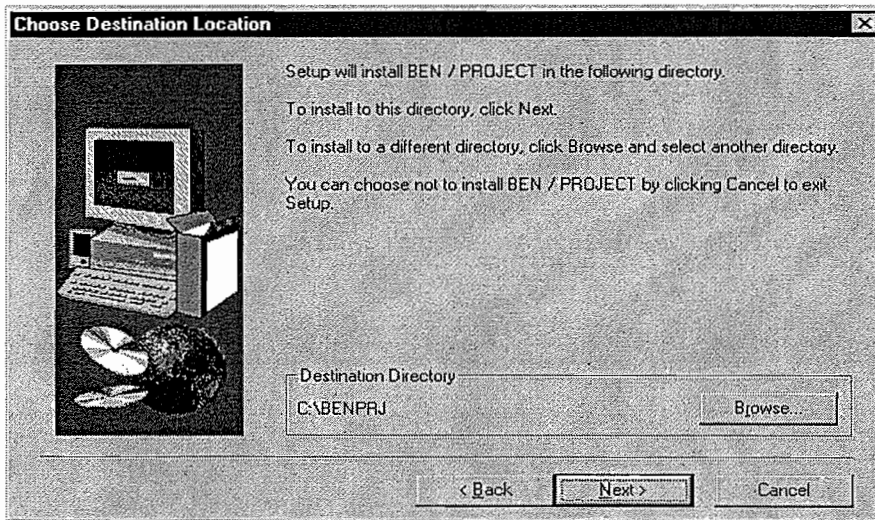 Choose Destination Location
Setup will install BEN / PROJECT in the following directory.
To install to this directory, click Next.
To install to a different directory, click Browse and select another directory.
You can choose not to install BEN / PROJECT by clicking Cancel to exit
Setup.
Destination Directory
C:\BENPRJ
Browse...
< Back
Next >
Cancel